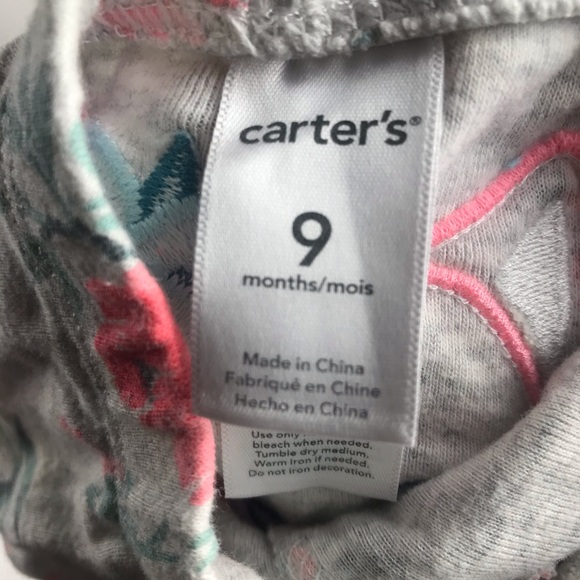 carter's®
9
months/mois
Made in China
Fabriqué en Chine
Hecho en China
Use only
bleach when needed.
Tumble dry medium,
Warm iron if needed.
Do not iron decoration.